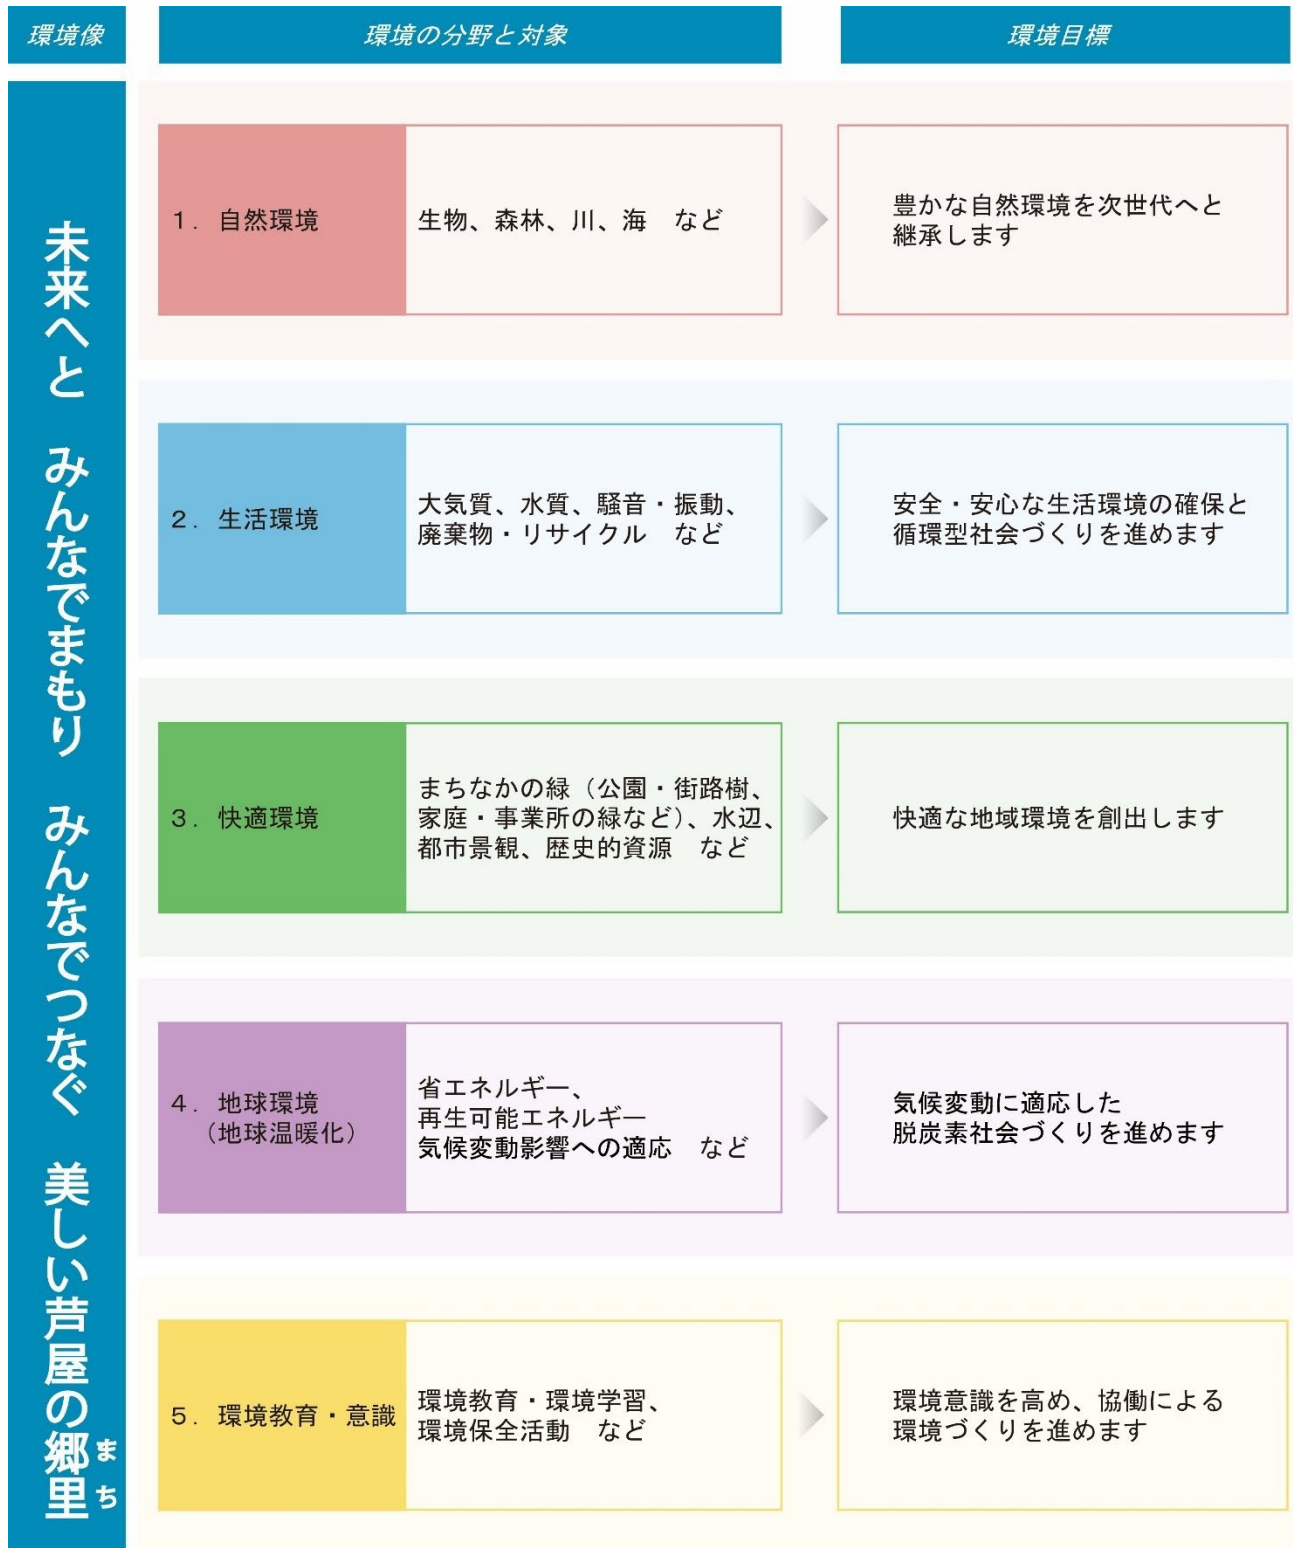 環境像
環境の分野と対象
環境目標
未来へと　みんなでまもり　みんなでつなぐ　美しい芦屋の郷里
まち
1．自然環境
生物、森林、川、海　など
豊かな自然環境を次世代へと
継承します
2．生活環境
大気質、水質、騒音・振動、
廃棄物・リサイクル　など
安全・安心な生活環境の確保と
循環型社会づくりを進めます
3．快適環境
まちなかの緑（公園・街路樹、
家庭・事業所の緑など）、水辺、
都市景観、歴史的資源　など
快適な地域環境を創出します
4．地球環境
（地球温暖化）
省エネルギー、
再生可能エネルギー
気候変動影響への適応　など
気候変動に適応した
脱炭素社会づくりを進めます
5．環境教育・意識
環境教育・環境学習、
環境保全活動　など
環境意識を高め、協働による
環境づくりを進めます